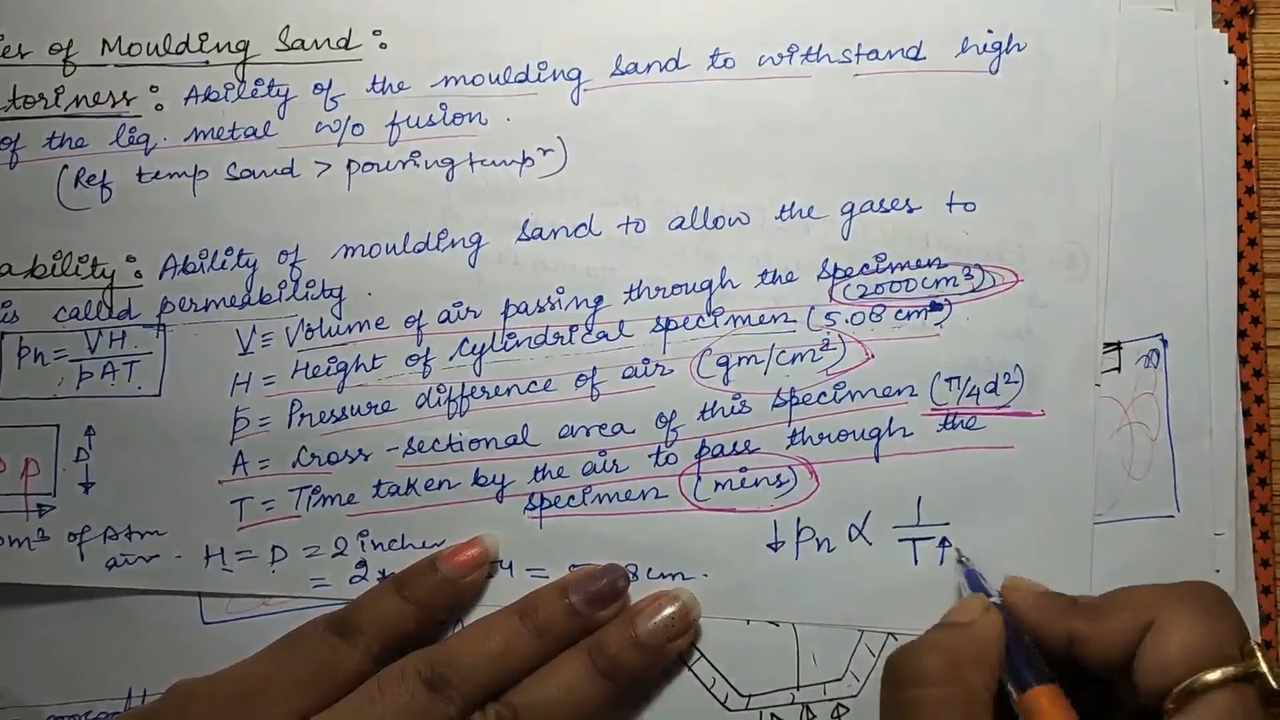 ies of Moulding Sand :
toriness : Ability of the moulding sand to withstand high
of the liq. metal w/o fusion .
(Ref temp sand > pouring tempr)
ability : Ability of moulding sand to allow the gases to
is called permeability .
pn = VH / pAT
V = Volume of air passing through the specimen (2000 cm³)
H = Height of cylindrical specimen (5.08 cm)
p = Pressure difference of air (gm/cm²)
A = Cross-sectional area of this specimen (π/4d²)
T = Time taken by the air to pass through the
specimen (mins)
D
p
↓ pn ∝ 1 / T↑
cm³ of Atm
air - H = D = 2 inches
= 2 = 8 cm.